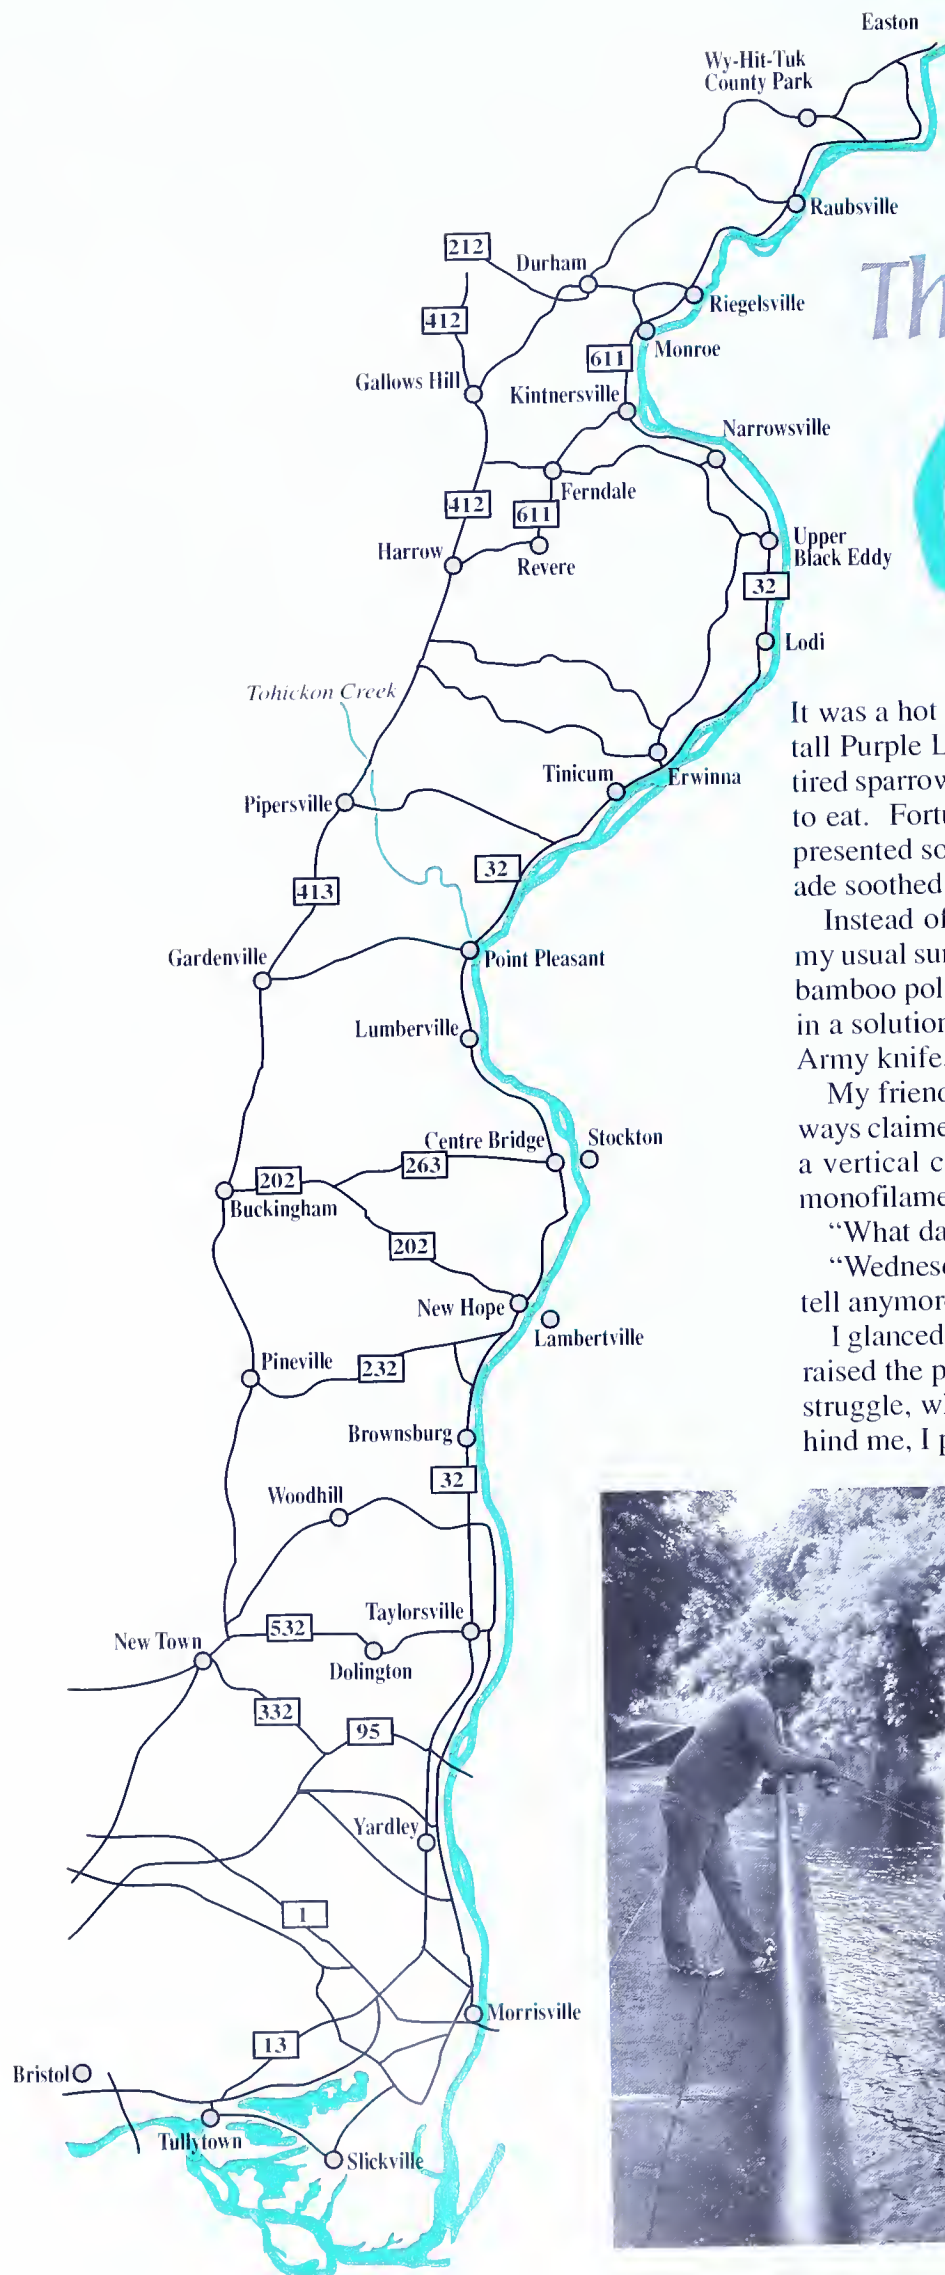 Easton
Wy-Hit-Tuk
County Park
Raubsville
Th
212
Durham
Riegelsville
412
Monroe
611
Gallows Hill
Kintnersville
Narrowsville
Ferndale
412
611
Upper
Black Eddy
Harrow
Revere
32
Lodi
Tohickon Creek
Tinicum
Erwinna
Pipersville
32
413
Gardenville
Point Pleasant
Lumberville
Centre Bridge
Stockton
263
202
Buckingham
202
New Hope
Lambertville
Pineville
232
Brownsburg
32
Woodhill
Taylorsville
532
New Town
Dolington
332
95
Yardley
1
Morrisville
13
Bristol
Tullytown
Slickville
It was a hot
tall Purple L
tired sparrow
to eat. Fortu
presented so
ade soothed
Instead of
my usual sur
bamboo pol
in a solution
Army knife.
My friend
ways claime
a vertical c
monofilame
“What da
“Wednesc
tell anymor
I glanced
raised the p
struggle, wh
hind me, I p